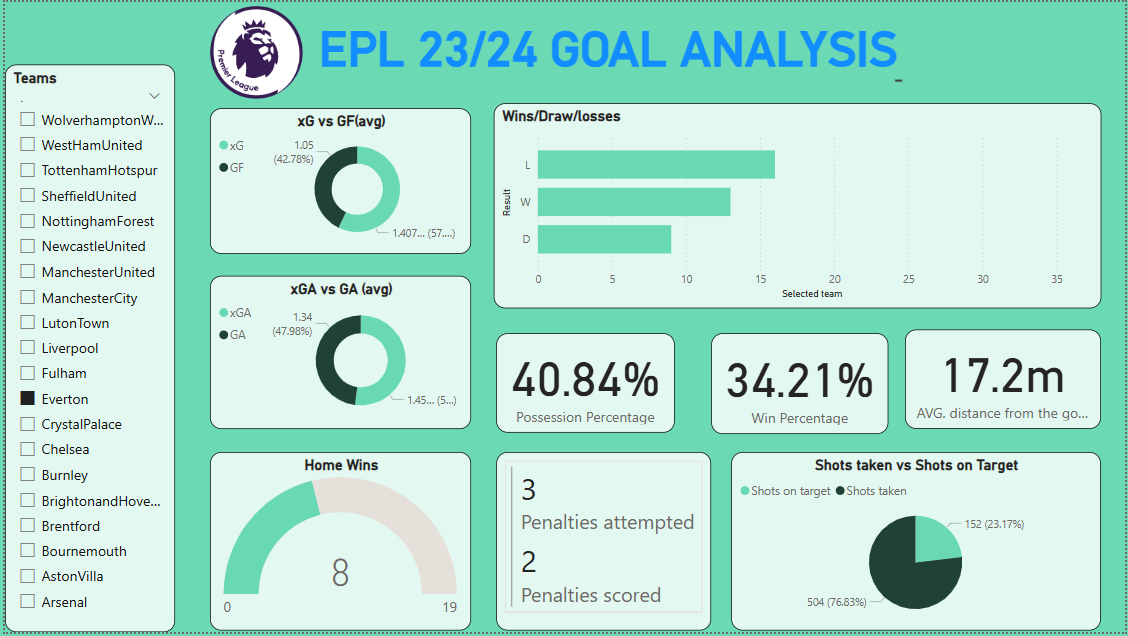 Premier League
EPL 23/24 GOAL ANALYSIS
Teams
.
WolverhamptonW...
WestHamUnited
TottenhamHotspur
SheffieldUnited
NottinghamForest
NewcastleUnited
ManchesterUnited
ManchesterCity
LutonTown
Liverpool
Fulham
Everton
CrystalPalace
Chelsea
Burnley
BrightonandHove...
Brentford
Bournemouth
AstonVilla
Arsenal
xG vs GF(avg)
xG
GF
1.05
(42.78%)
1.407... (57....)
xGA vs GA (avg)
xGA
GA
1.34
(47.98%)
1.45... (5...)
Home Wins
8
0
19
Wins/Draw/losses
Result
L
W
D
0 5 10 15 20 25 30 35
Selected team
40.84%
Possession Percentage
34.21%
Win Percentage
17.2m
AVG. distance from the go...
3
Penalties attempted
2
Penalties scored
Shots taken vs Shots on Target
Shots on target Shots taken
152 (23.17%)
504 (76.83%)